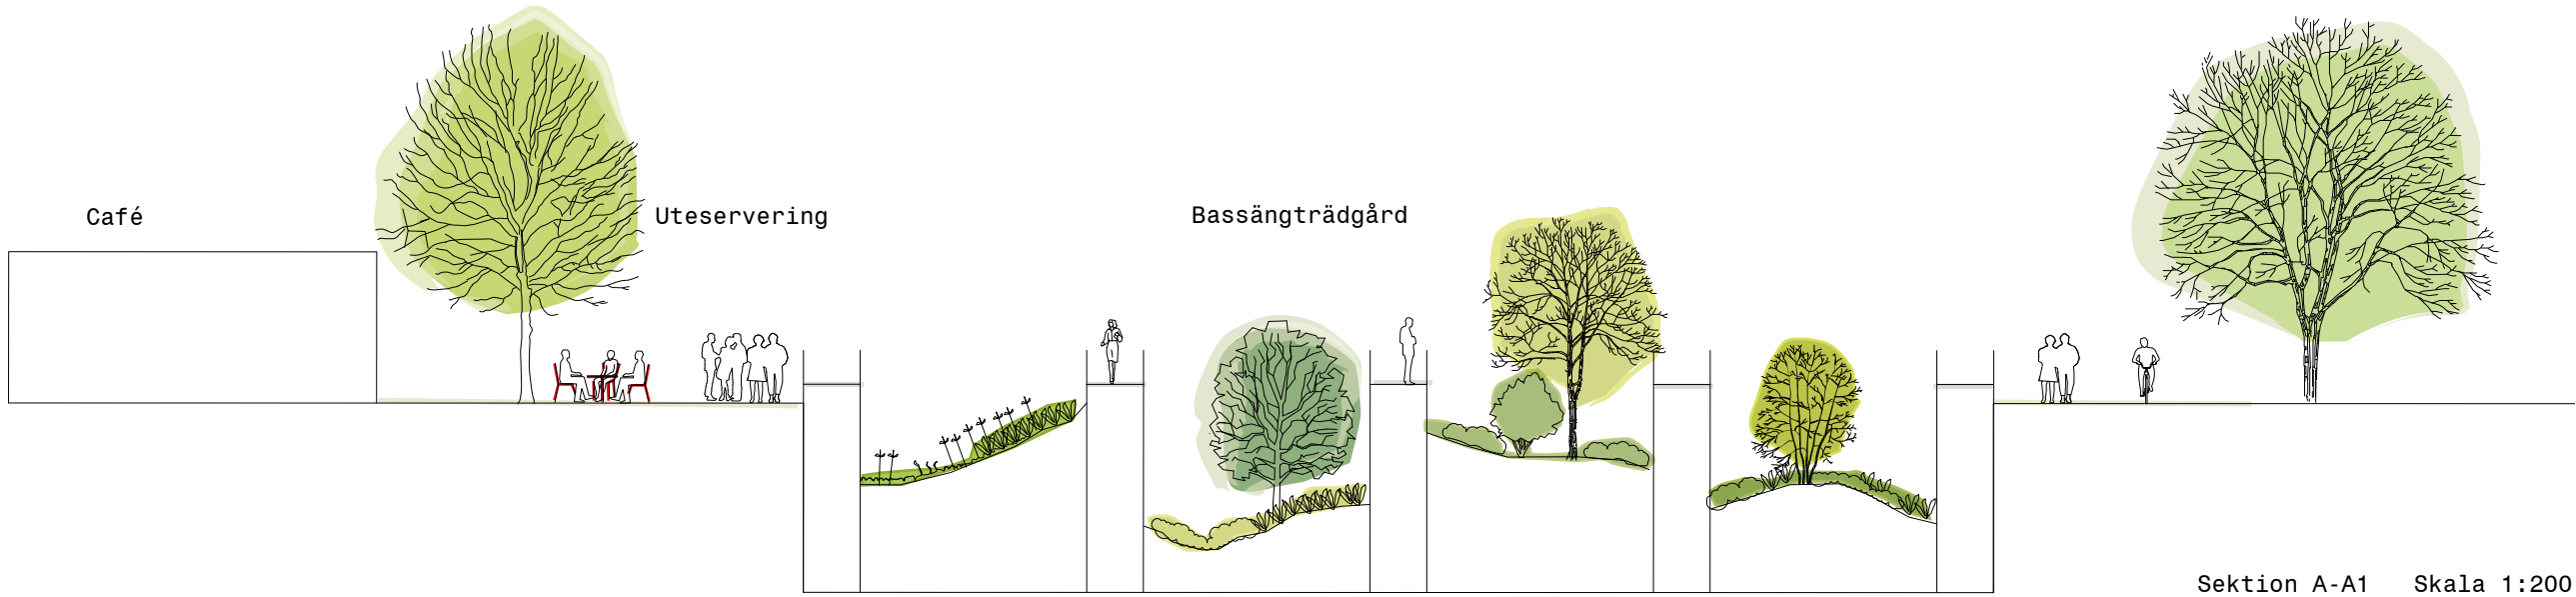 Café
Uteservering
Bassängträdgård
Sektion A-A1 Skala 1:200